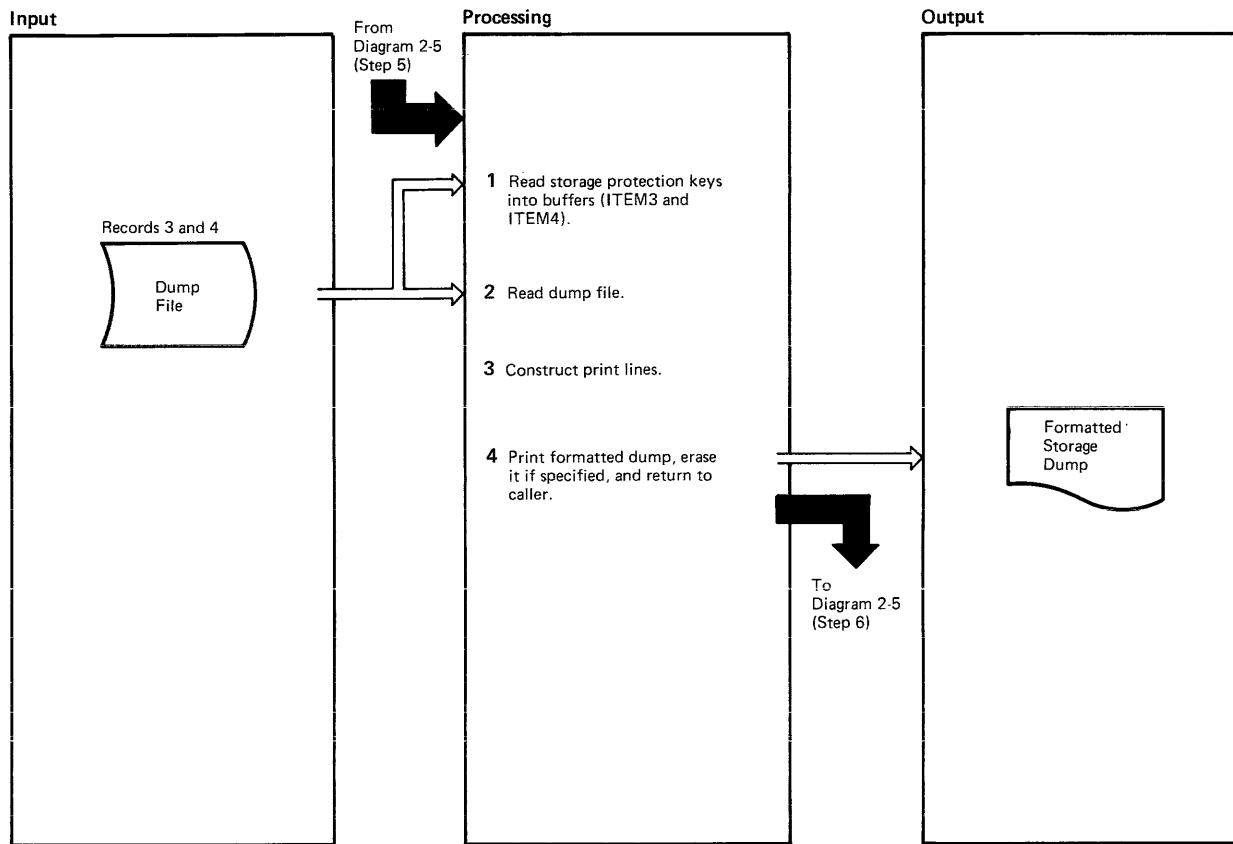 Input
Processing
Output
From
Diagram 2-5
(Step 5)
1 Read storage protection keys
into buffers (ITEM3 and
ITEM4).
Records 3 and 4
Dump
File
2 Read dump file.
3 Construct print lines.
4 Print formatted dump, erase
it if specified, and return to
caller.
Formatted
Storage
Dump
To
Diagram 2-5
(Step 6)